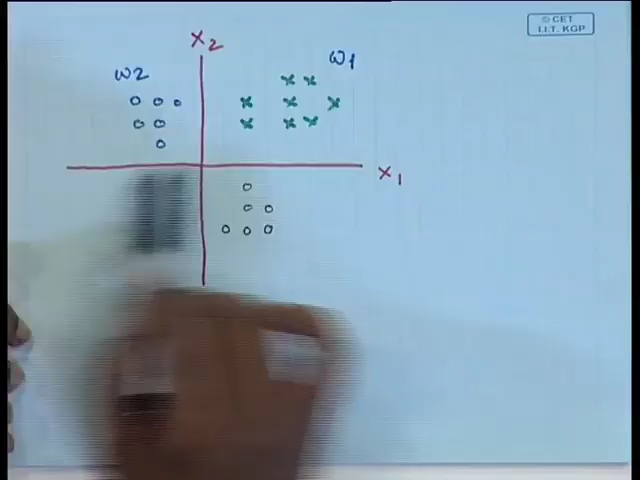 © CET
I.I.T. KGP
x2
ω1
ω2
x1